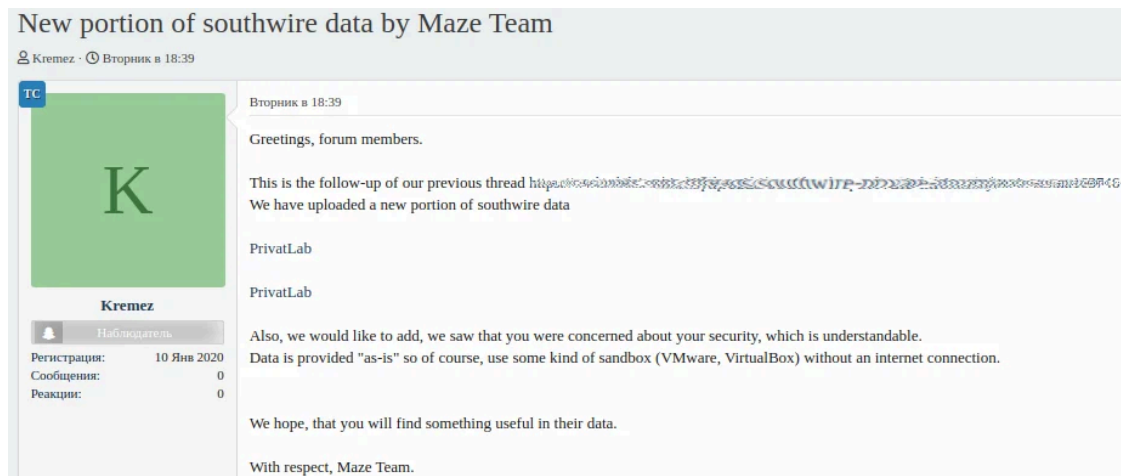 New portion of southwire data by Maze Team
Kremez · Вторник в 18:39
TC
Вторник в 18:39
K
Greetings, forum members.
This is the follow-up of our previous thread
We have uploaded a new portion of southwire data
PrivatLab
PrivatLab
Kremez
Наблюдатель
Регистрация: 10 Янв 2020
Сообщения: 0
Реакции: 0
Also, we would like to add, we saw that you were concerned about your security, which is understandable.
Data is provided "as-is" so of course, use some kind of sandbox (VMware, VirtualBox) without an internet connection.
We hope, that you will find something useful in their data.
With respect, Maze Team.